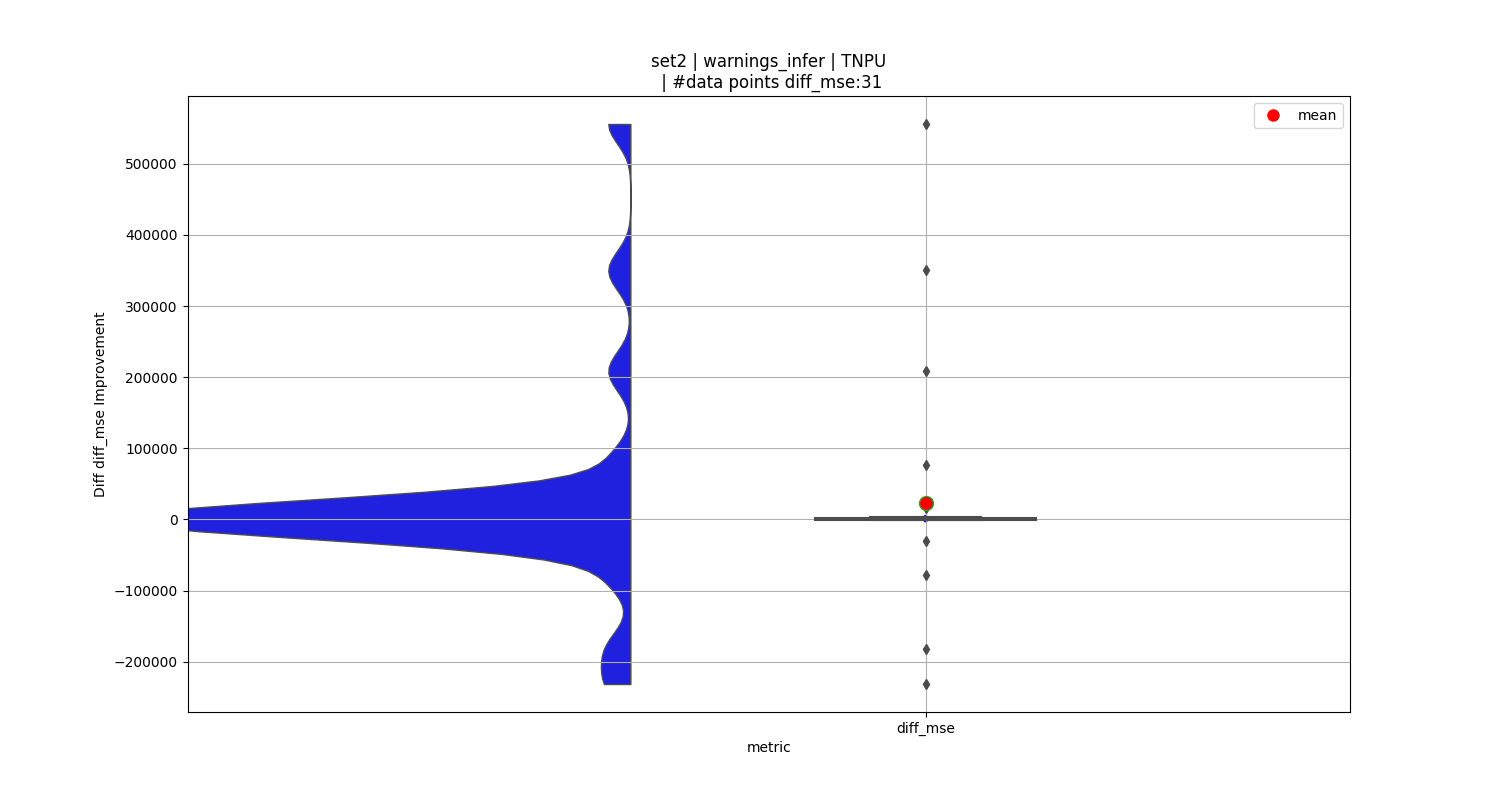 set2 | warnings_infer | TNPU
| #data points diff_mse:31
mean
500000
400000
300000
200000
100000
0
−100000
−200000
Diff diff_mse Improvement
diff_mse
metric